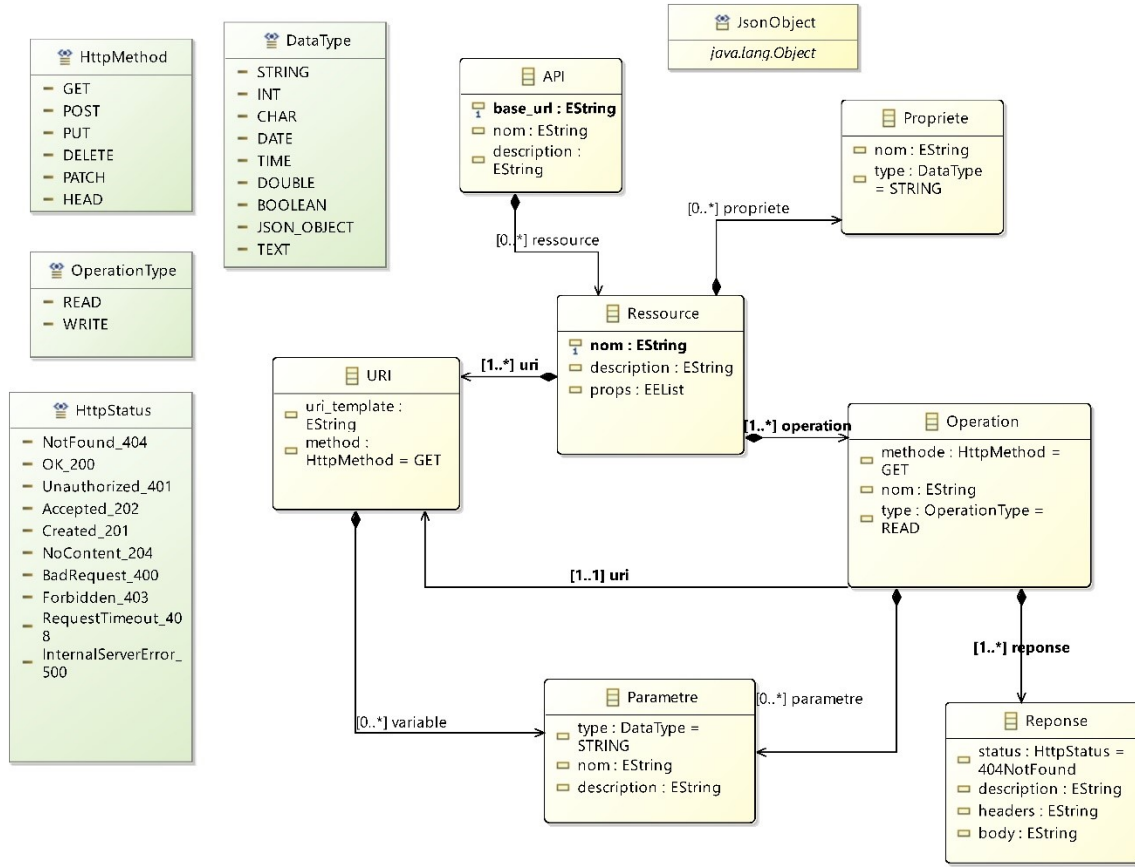 HttpMethod
GET
POST
PUT
DELETE
PATCH
HEAD
DataType
STRING
INT
CHAR
DATE
TIME
DOUBLE
BOOLEAN
JSON_OBJECT
TEXT
JsonObject
java.lang.Object
API
base_url : EString
nom : EString
description :
EString
Propriete
nom : EString
type : DataType
= STRING
[0..*] propriete
[0..*] ressource
OperationType
READ
WRITE
Ressource
nom : EString
description : EString
props : EEList
[1..*] uri
URI
uri_template :
EString
method :
HttpMethod = GET
[1..*] operation
Operation
methode : HttpMethod =
GET
nom : EString
type : OperationType =
READ
HttpStatus
NotFound_404
OK_200
Unauthorized_401
Accepted_202
Created_201
NoContent_204
BadRequest_400
Forbidden_403
RequestTimeout_40
8
InternalServerError_
500
[1..1] uri
[1..*] reponse
[0..*] variable
[0..*] parametre
Parametre
type : DataType =
STRING
nom : EString
description : EString
Reponse
status : HttpStatus =
404NotFound
description : EString
headers : EString
body : EString